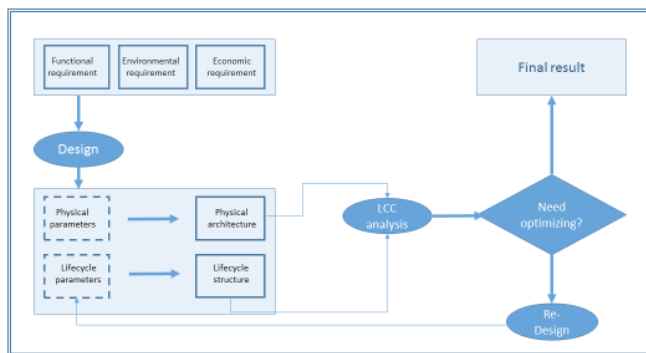 Functional
requirement
Environmental
requirement
Economic
requirement
Final result
Design
Physical
parameters
Physical
architecture
LCC
analysis
Need
optimizing?
Lifecycle
parameters
Lifecycle
structure
Re-
Design